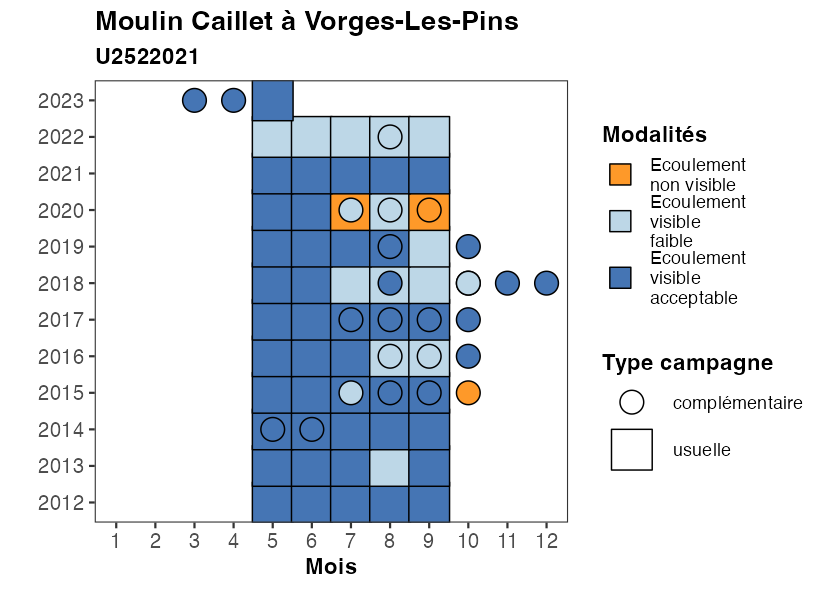 Moulin Caillet à Vorges-Les-Pins
U2522021
2023
2022
2021
2020
2019
2018
2017
2016
2015
2014
2013
2012
1 2 3 4 5 6 7 8 9 10 11 12
Mois
Modalités
Ecoulement
non visible
Ecoulement
visible
faible
Ecoulement
visible
acceptable
Type campagne
complémentaire
usuelle